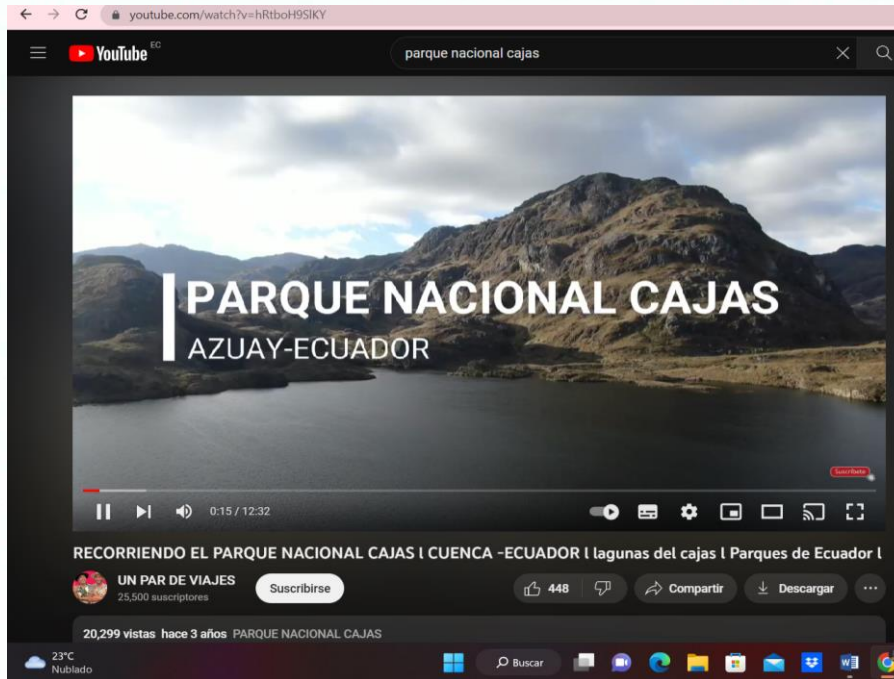 youtube.com/watch?v=hRtboH9SlKY
YouTube EC
parque nacional cajas
PARQUE NACIONAL CAJAS
AZUAY-ECUADOR
Suscríbete
0:15 / 12:32
RECORRIENDO EL PARQUE NACIONAL CAJAS l CUENCA -ECUADOR l lagunas del cajas l Parques de Ecuador l
UN PAR DE VIAJES
25,500 suscriptores
Suscribirse
448
Compartir
Descargar
20,299 vistas hace 3 años PARQUE NACIONAL CAJAS
23°C
Nublado
Buscar